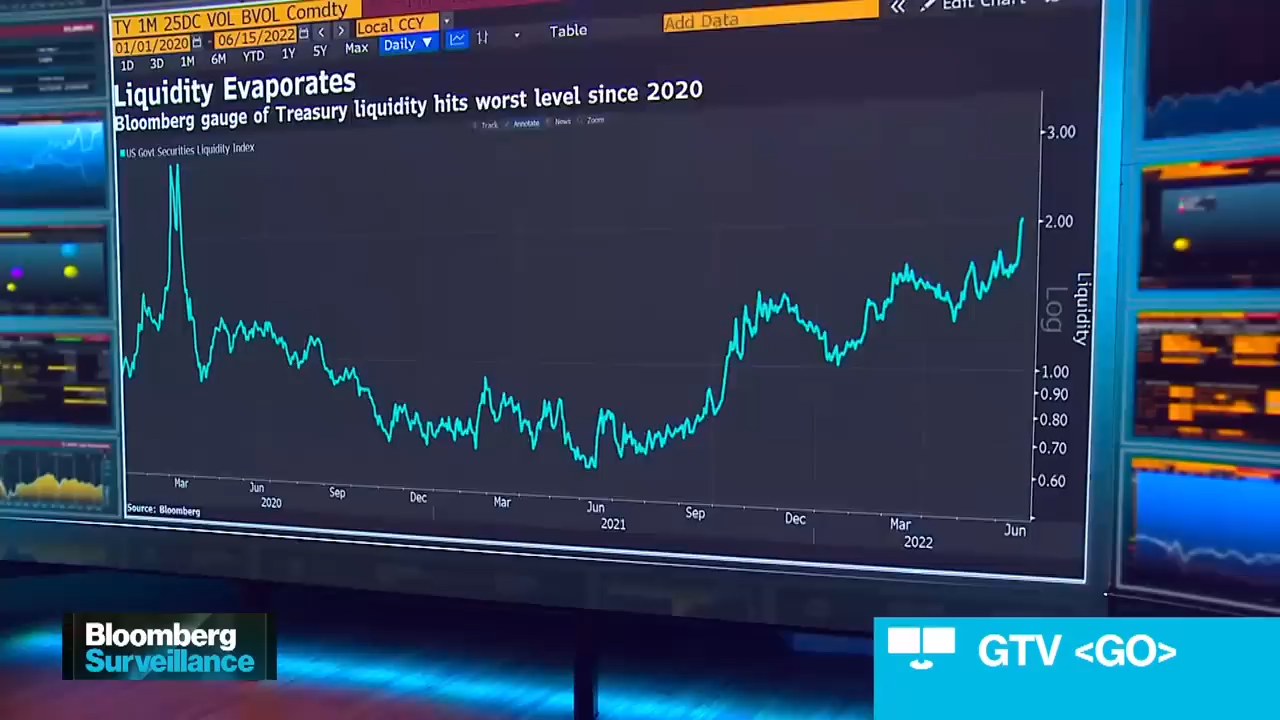 TY 1M 25DC VOL BVOL Comdty
01/01/2020 - 06/15/2022 Local CCY Add Data « Edit Chart
1D 3D 1M 6M YTD 1Y 5Y Max Daily ▼ Table
Liquidity Evaporates
Bloomberg gauge of Treasury liquidity hits worst level since 2020
Track Annotate News Zoom
US Govt Securities Liquidity Index
3.00
2.00
1.00
0.90
0.80
0.70
0.60
Log
Liquidity
Mar Jun Sep Dec Mar Jun Sep Dec Mar Jun
2020 2021 2022
Source: Bloomberg
Bloomberg
Surveillance
GTV <GO>